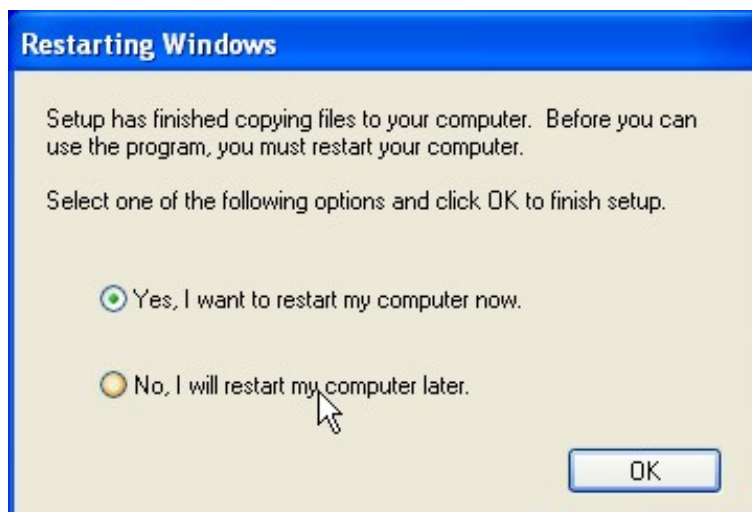 Restarting Windows
Setup has finished copying files to your computer.  Before you can
use the program, you must restart your computer.
Select one of the following options and click OK to finish setup.
Yes, I want to restart my computer now.
No, I will restart my computer later.
OK